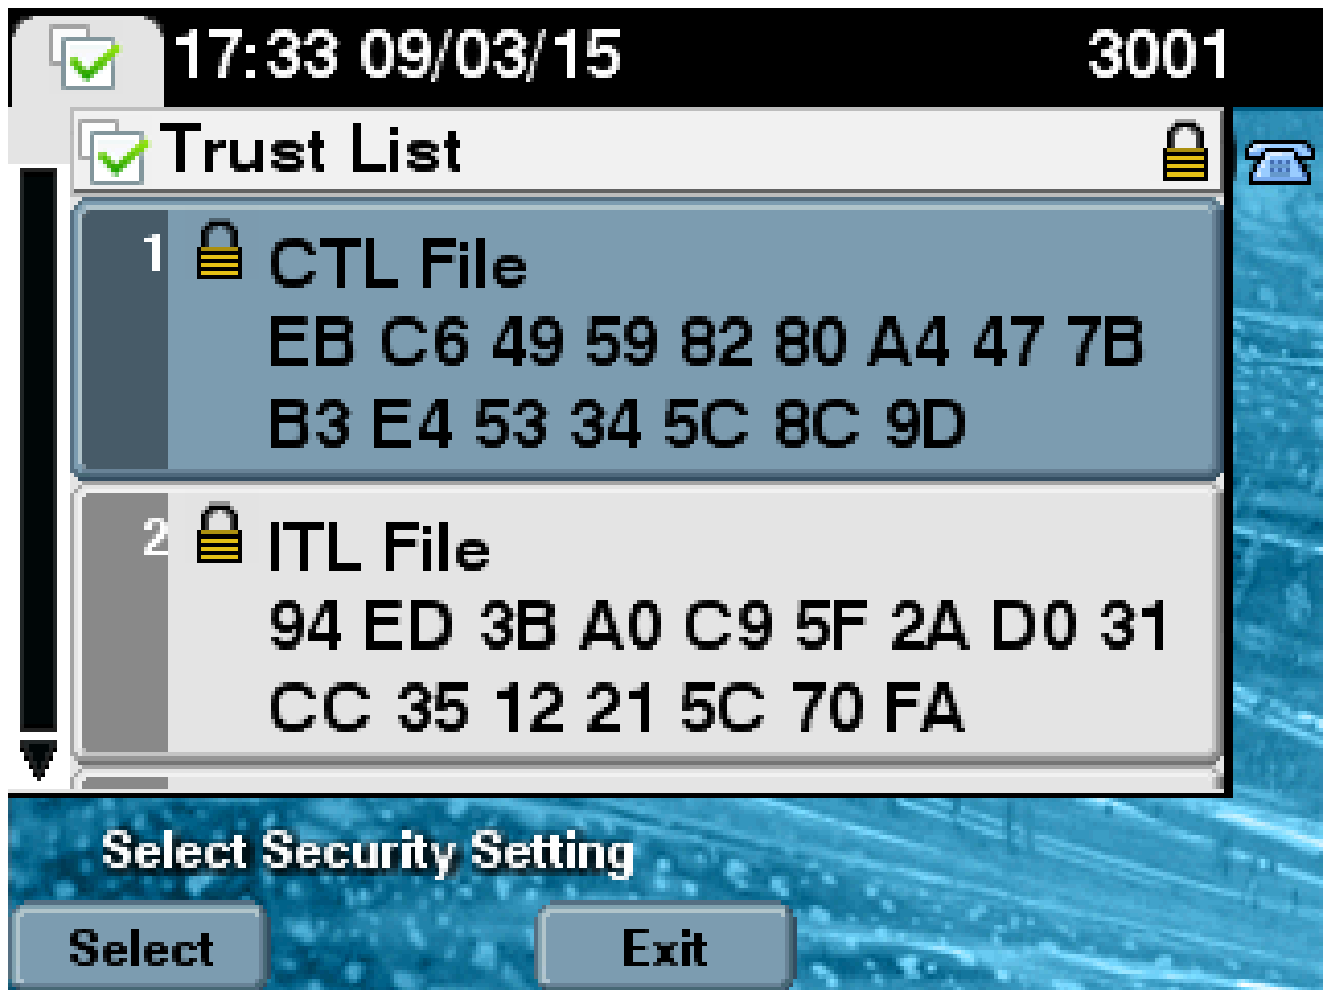 17:33 09/03/15 3001
Trust List
1 CTL File
EB C6 49 59 82 80 A4 47 7B
B3 E4 53 34 5C 8C 9D
2 ITL File
94 ED 3B A0 C9 5F 2A D0 31
CC 35 12 21 5C 70 FA
Select Security Setting
Select Exit